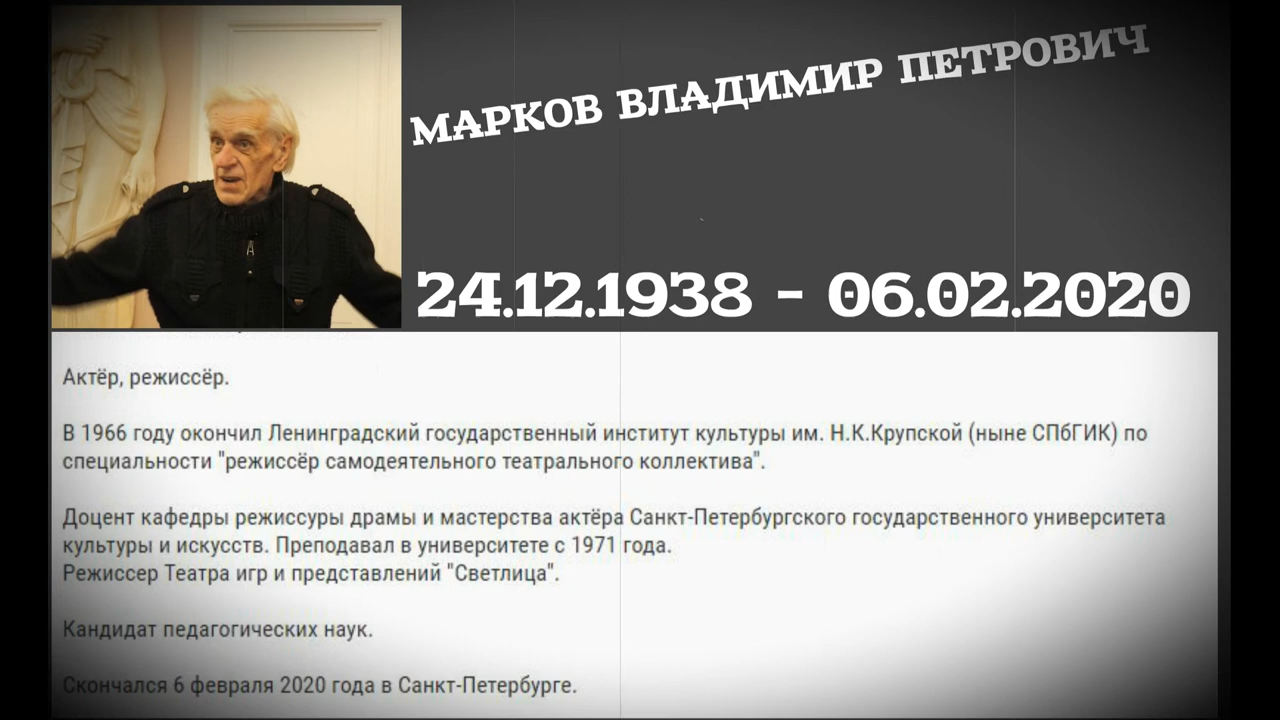 МАРКОВ ВЛАДИМИР ПЕТРОВИЧ
24.12.1938 - 06.02.2020
Актёр, режиссёр.
В 1966 году окончил Ленинградский государственный институт культуры им. Н.К.Крупской (ныне СПбГИК) по
специальности "режиссёр самодеятельного театрального коллектива".
Доцент кафедры режиссуры драмы и мастерства актёра Санкт-Петербургского государственного университета
культуры и искусств. Преподавал в университете с 1971 года.
Режиссер Театра игр и представлений "Светлица".
Кандидат педагогических наук.
Скончался 6 февраля 2020 года в Санкт-Петербурге.